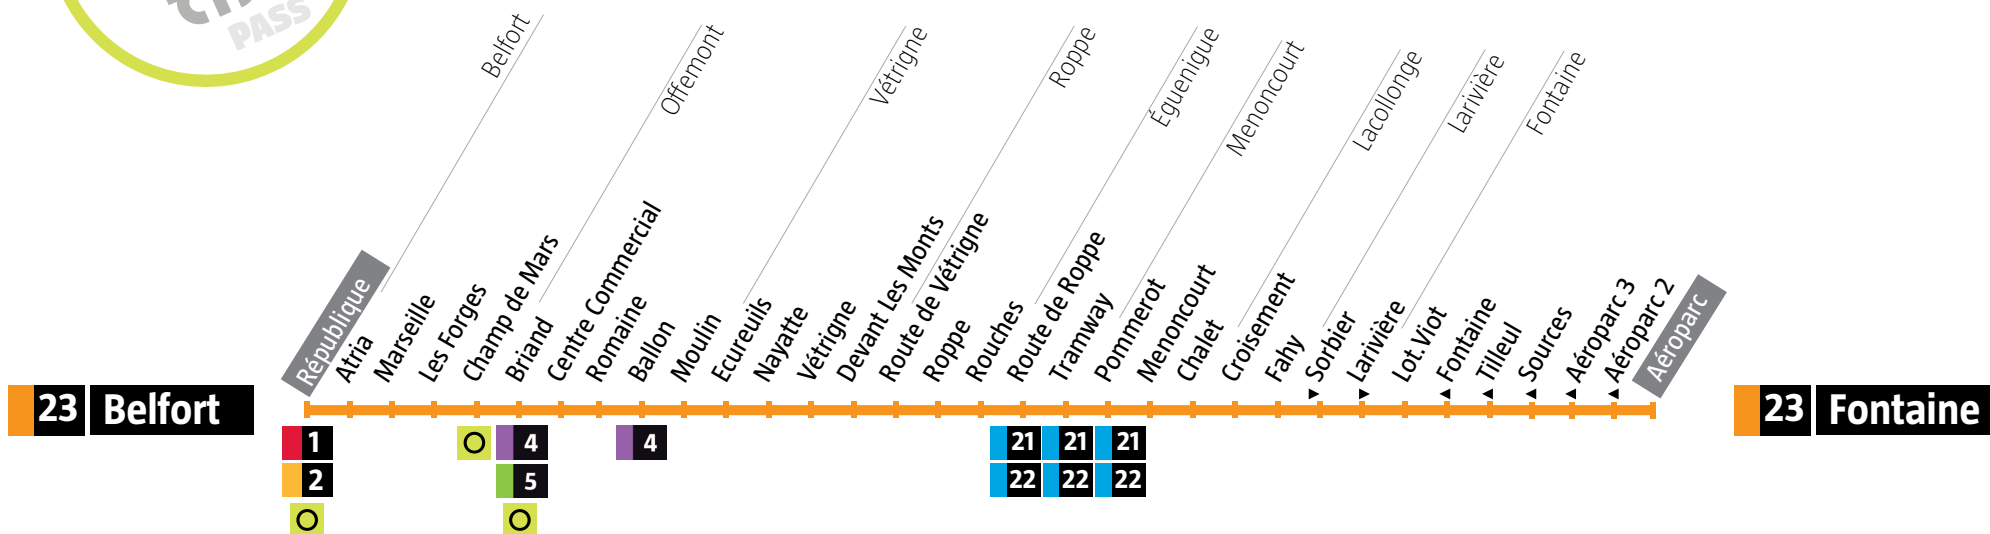 PASS
Belfort
Offemont
Vétrigne
Roppe
Éguenigue
Menoncourt
Lacollonge
Larivière
Fontaine
République
Atria
Marseille
Les Forges
Champ de Mars
Briand
Centre Commercial
Romaine
Ballon
Moulin
Ecureuils
Nayatte
Vétrigne
Devant Les Monts
Route de Vétrigne
Roppe
Rouches
Route de Roppe
Tramway
Pommerot
Menoncourt
Chalet
Croisement
Fahy
Sorbier
Larivière
Lot.Viot
Fontaine
Tilleul
Sources
Aéroparc 3
Aéroparc 2
Aéroparc
23 Belfort
23 Fontaine
1
4
4
21
21
21
2
5
22
22
22